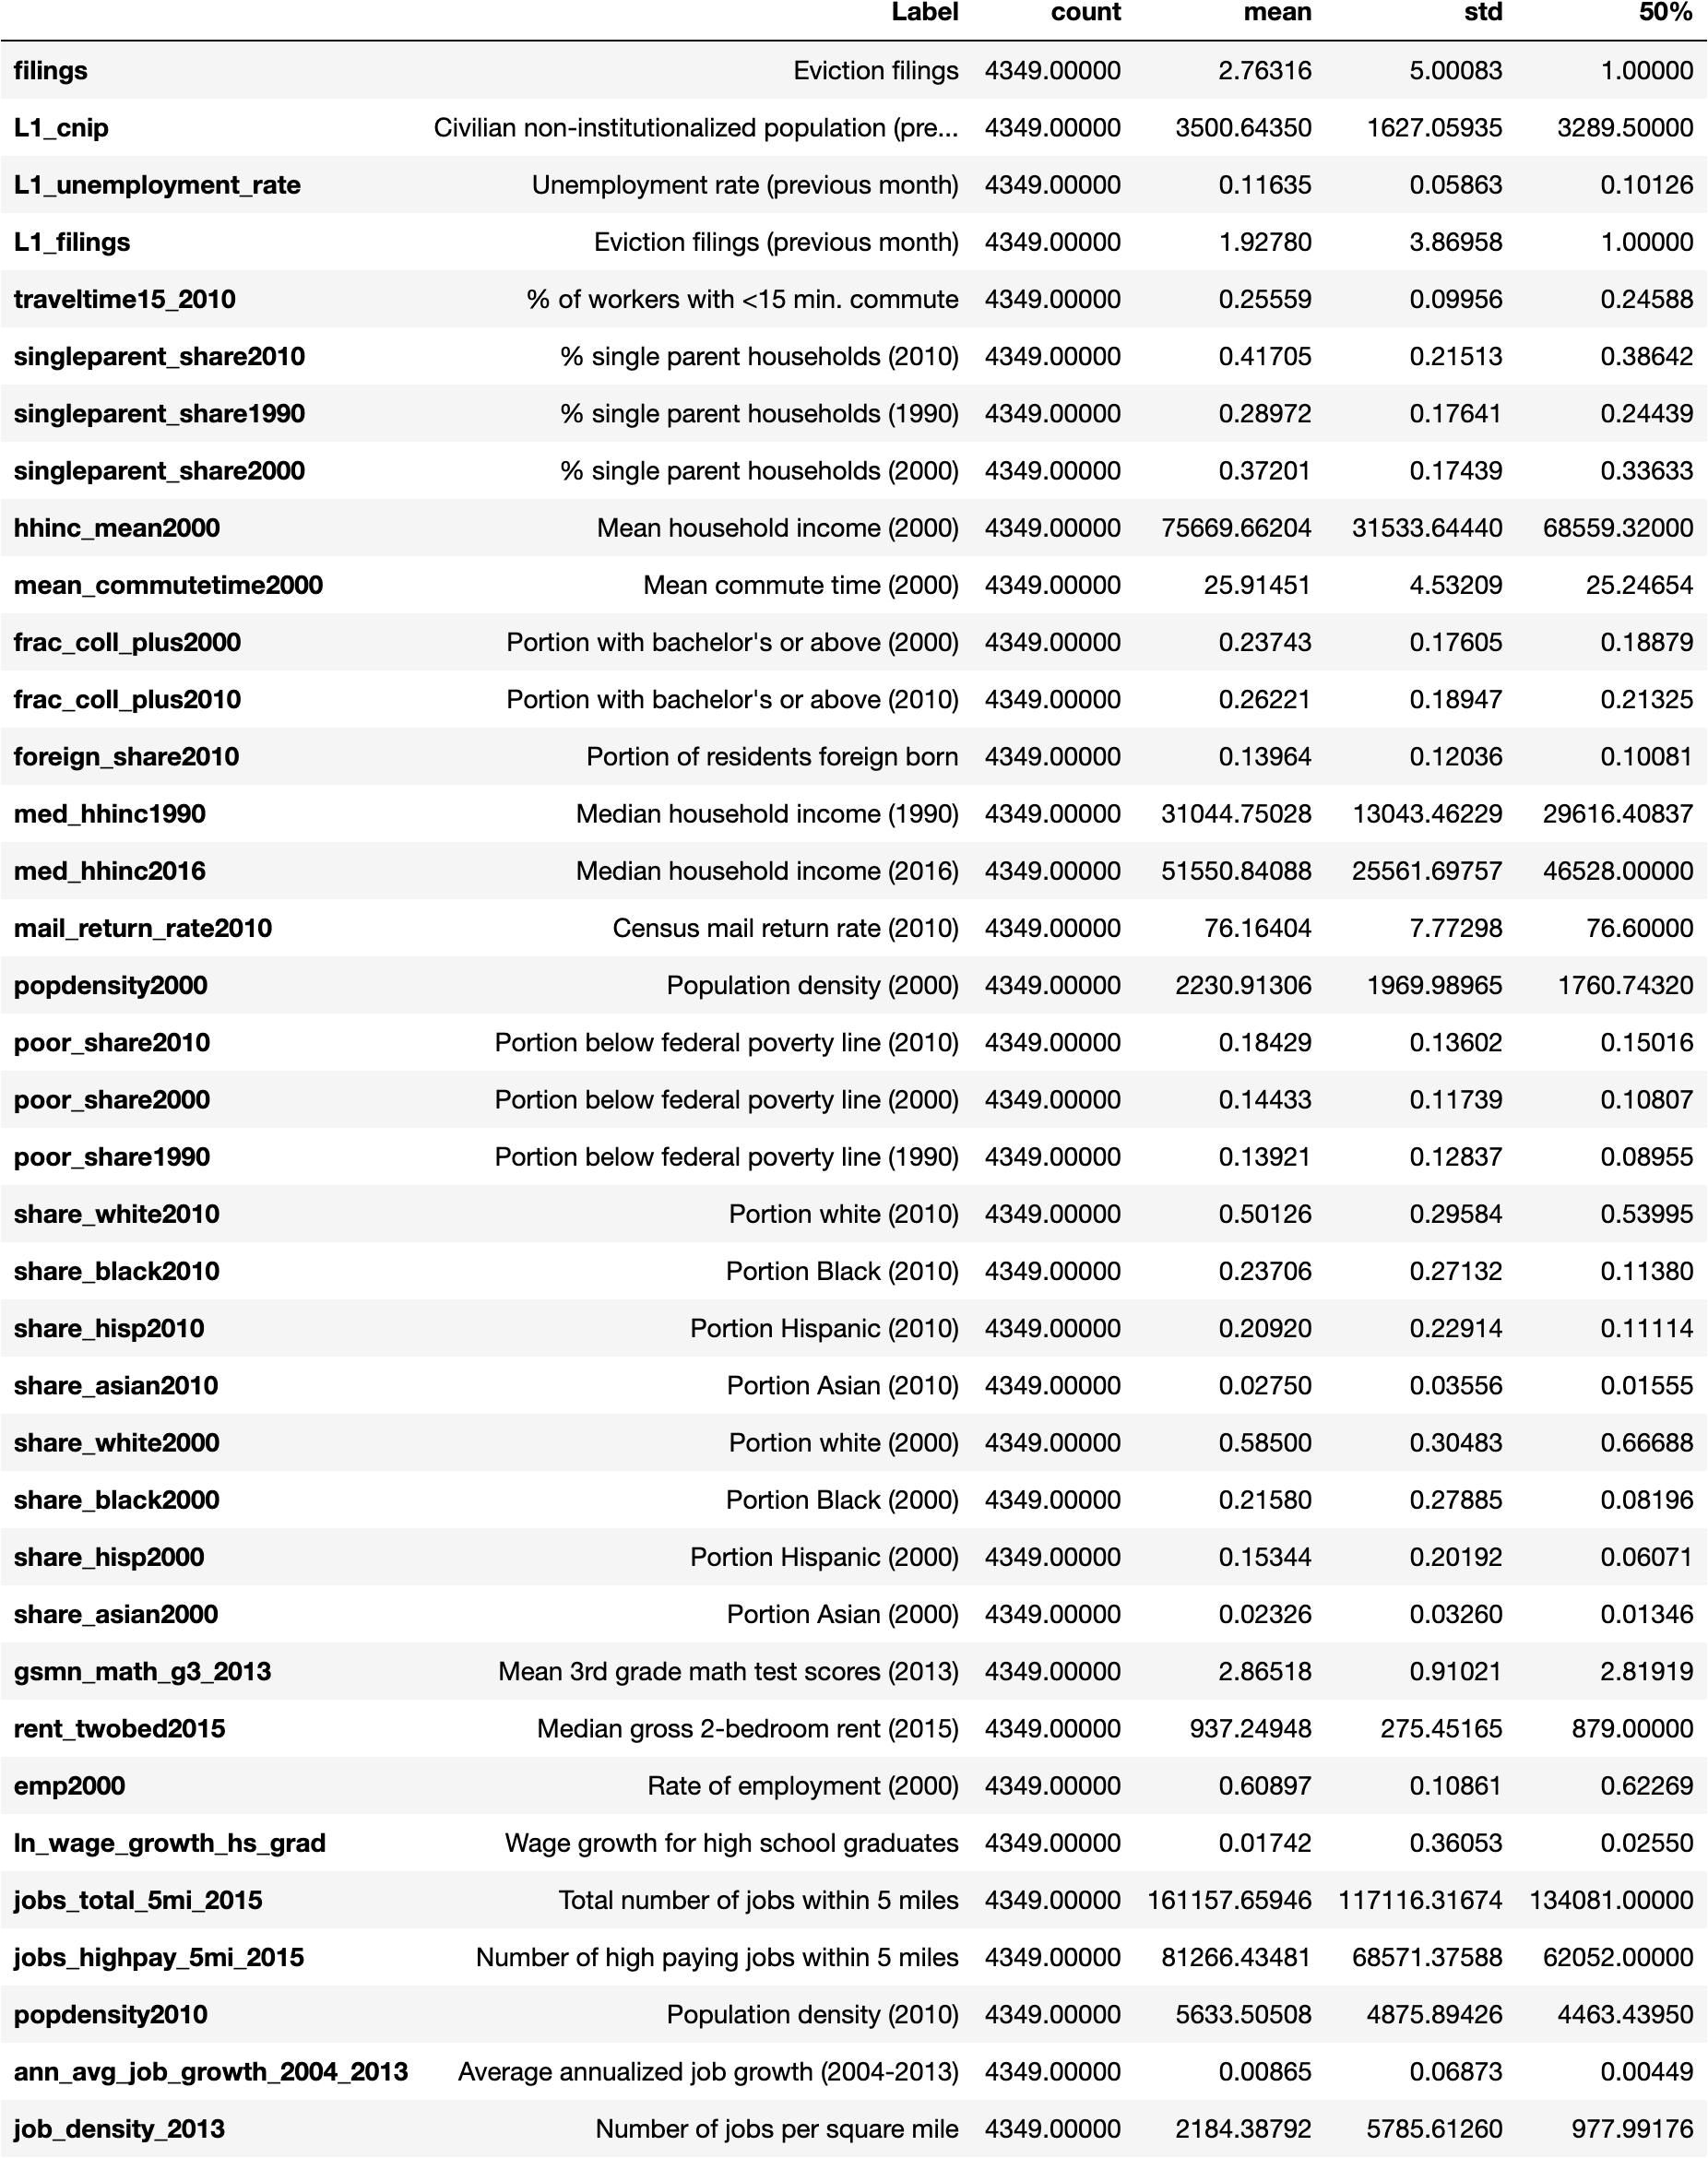 Label count mean std 50%
filings Eviction filings 4349.00000 2.76316 5.00083 1.00000
L1_cnip Civilian non-institutionalized population (pre... 4349.00000 3500.64350 1627.05935 3289.50000
L1_unemployment_rate Unemployment rate (previous month) 4349.00000 0.11635 0.05863 0.10126
L1_filings Eviction filings (previous month) 4349.00000 1.92780 3.86958 1.00000
traveltime15_2010 % of workers with <15 min. commute 4349.00000 0.25559 0.09956 0.24588
singleparent_share2010 % single parent households (2010) 4349.00000 0.41705 0.21513 0.38642
singleparent_share1990 % single parent households (1990) 4349.00000 0.28972 0.17641 0.24439
singleparent_share2000 % single parent households (2000) 4349.00000 0.37201 0.17439 0.33633
hhinc_mean2000 Mean household income (2000) 4349.00000 75669.66204 31533.64440 68559.32000
mean_commutetime2000 Mean commute time (2000) 4349.00000 25.91451 4.53209 25.24654
frac_coll_plus2000 Portion with bachelor's or above (2000) 4349.00000 0.23743 0.17605 0.18879
frac_coll_plus2010 Portion with bachelor's or above (2010) 4349.00000 0.26221 0.18947 0.21325
foreign_share2010 Portion of residents foreign born 4349.00000 0.13964 0.12036 0.10081
med_hhinc1990 Median household income (1990) 4349.00000 31044.75028 13043.46229 29616.40837
med_hhinc2016 Median household income (2016) 4349.00000 51550.84088 25561.69757 46528.00000
mail_return_rate2010 Census mail return rate (2010) 4349.00000 76.16404 7.77298 76.60000
popdensity2000 Population density (2000) 4349.00000 2230.91306 1969.98965 1760.74320
poor_share2010 Portion below federal poverty line (2010) 4349.00000 0.18429 0.13602 0.15016
poor_share2000 Portion below federal poverty line (2000) 4349.00000 0.14433 0.11739 0.10807
poor_share1990 Portion below federal poverty line (1990) 4349.00000 0.13921 0.12837 0.08955
share_white2010 Portion white (2010) 4349.00000 0.50126 0.29584 0.53995
share_black2010 Portion Black (2010) 4349.00000 0.23706 0.27132 0.11380
share_hisp2010 Portion Hispanic (2010) 4349.00000 0.20920 0.22914 0.11114
share_asian2010 Portion Asian (2010) 4349.00000 0.02750 0.03556 0.01555
share_white2000 Portion white (2000) 4349.00000 0.58500 0.30483 0.66688
share_black2000 Portion Black (2000) 4349.00000 0.21580 0.27885 0.08196
share_hisp2000 Portion Hispanic (2000) 4349.00000 0.15344 0.20192 0.06071
share_asian2000 Portion Asian (2000) 4349.00000 0.02326 0.03260 0.01346
gsmn_math_g3_2013 Mean 3rd grade math test scores (2013) 4349.00000 2.86518 0.91021 2.81919
rent_twobed2015 Median gross 2-bedroom rent (2015) 4349.00000 937.24948 275.45165 879.00000
emp2000 Rate of employment (2000) 4349.00000 0.60897 0.10861 0.62269
ln_wage_growth_hs_grad Wage growth for high school graduates 4349.00000 0.01742 0.36053 0.02550
jobs_total_5mi_2015 Total number of jobs within 5 miles 4349.00000 161157.65946 117116.31674 134081.00000
jobs_highpay_5mi_2015 Number of high paying jobs within 5 miles 4349.00000 81266.43481 68571.37588 62052.00000
popdensity2010 Population density (2010) 4349.00000 5633.50508 4875.89426 4463.43950
ann_avg_job_growth_2004_2013 Average annualized job growth (2004-2013) 4349.00000 0.00865 0.06873 0.00449
job_density_2013 Number of jobs per square mile 4349.00000 2184.38792 5785.61260 977.99176